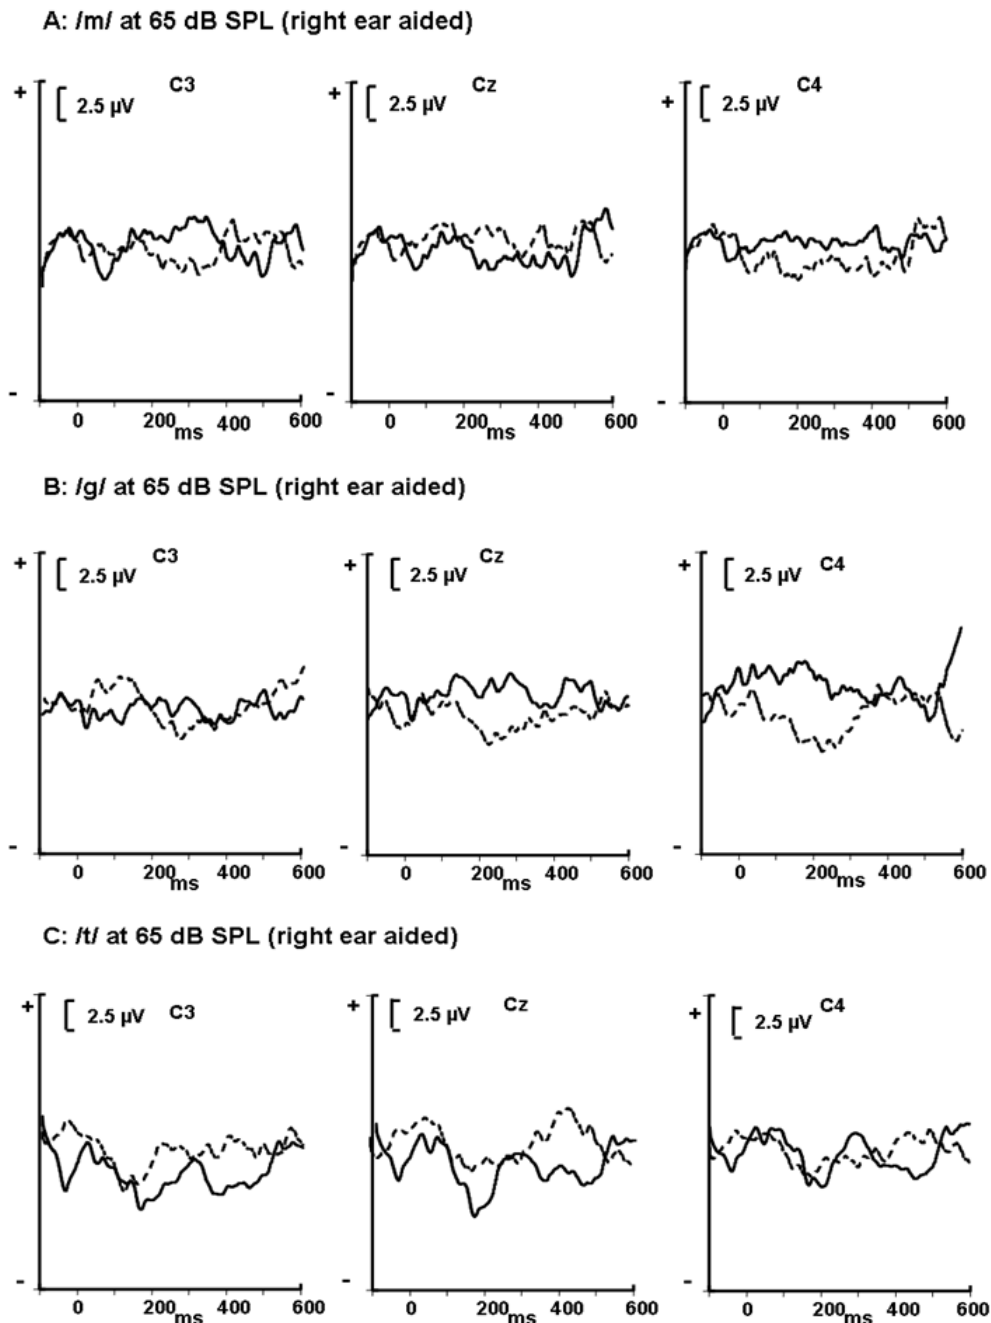 A: /m/ at 65 dB SPL (right ear aided)
+ 2.5 µV C3 + 2.5 µV Cz + 2.5 µV C4
- - -
0 200 400 600 0 200 400 600 0 200 400 600
ms ms ms
B: /g/ at 65 dB SPL (right ear aided)
+ 2.5 µV C3 + 2.5 µV Cz + 2.5 µV C4
- - -
0 200 400 600 0 200 400 600 0 200 400 600
ms ms ms
C: /t/ at 65 dB SPL (right ear aided)
+ 2.5 µV C3 + 2.5 µV Cz + 2.5 µV C4
- - -
0 200 400 600 0 200 400 600 0 200 400 600
ms ms ms